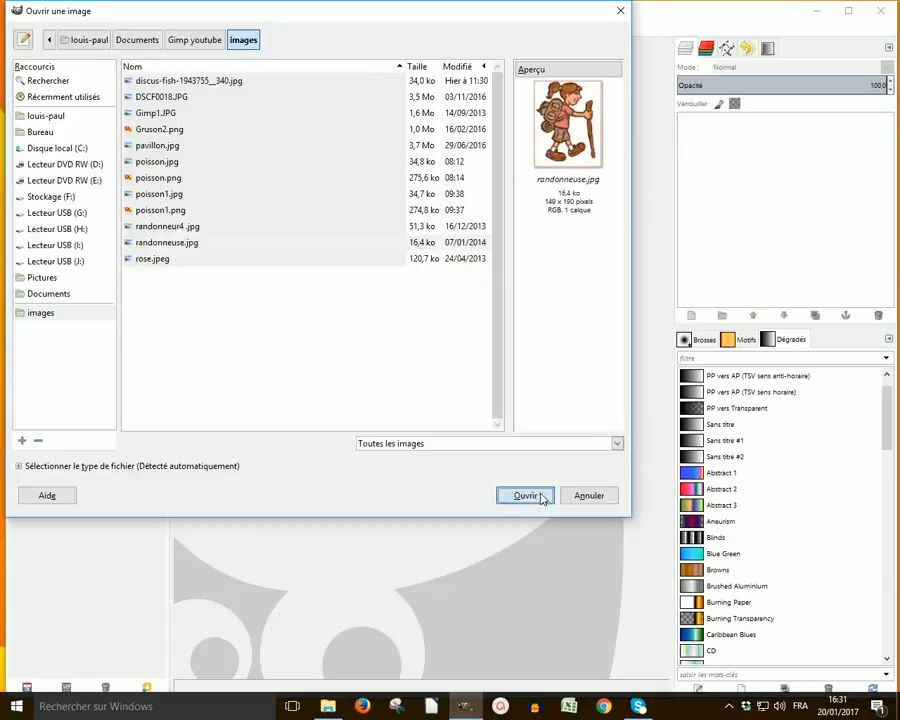 Ouvrir une image
louis-paul Documents Gimp youtube images
Raccourcis
Rechercher
Récemment utilisés
louis-paul
Bureau
Disque local (C:)
Lecteur DVD RW (D:)
Lecteur DVD RW (E:)
Stockage (F:)
Lecteur USB (G:)
Lecteur USB (H:)
Lecteur USB (I:)
Lecteur USB (J:)
Pictures
Documents
images
Nom Taille Modifié
discus-fish-1943755__340.jpg 34,0 ko Hier à 11:30
DSCF0018.JPG 3,5 Mo 03/11/2016
Gimp1.JPG 1,6 Mo 14/09/2013
Gruson2.png 1,0 Mo 16/02/2016
pavillon.jpg 3,7 Mo 29/06/2016
poisson.jpg 34,8 ko 08:12
poisson.png 275,6 ko 08:14
poisson1.jpg 34,7 ko 09:38
poisson1.png 274,8 ko 09:37
randonneur4 .jpg 51,3 ko 16/12/2013
randonneuse.jpg 16,4 ko 07/01/2014
rose.jpeg 120,7 ko 24/04/2013
Aperçu
randonneuse.jpg
16,4 ko
149 x 190 pixels
RGB, 1 calque
Toutes les images
Sélectionner le type de fichier (Détecté automatiquement)
Aide Ouvrir Annuler
Mode : Normal
Opacité 100,0
Verrouiller :
Brosses Motifs Dégradés
filtre
PP vers AP (TSV sens anti-horaire)
PP vers AP (TSV sens horaire)
PP vers Transparent
Sans titre
Sans titre #1
Sans titre #2
Abstract 1
Abstract 2
Abstract 3
Aneurism
Blinds
Blue Green
Browns
Brushed Aluminium
Burning Paper
Burning Transparency
Caribbean Blues
CD
saisir les mots-clés
Rechercher sur Windows
FRA
16:31
20/01/2017
1